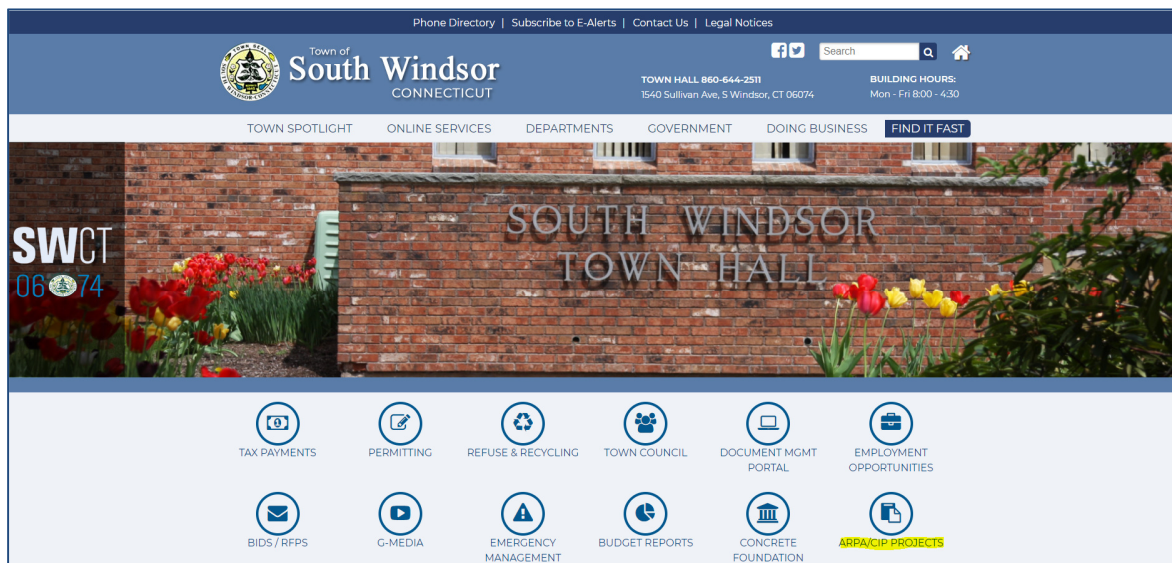 Phone Directory | Subscribe to E-Alerts | Contact Us | Legal Notices
Town of
South Windsor
CONNECTICUT
Search
TOWN HALL 860-644-2511
1540 Sullivan Ave, S Windsor, CT 06074
BUILDING HOURS:
Mon - Fri 8:00 - 4:30
TOWN SPOTLIGHT ONLINE SERVICES DEPARTMENTS GOVERNMENT DOING BUSINESS FIND IT FAST
SWCT
06 74
SOUTH WINDSOR
TOWN HALL
TAX PAYMENTS
PERMITTING
REFUSE & RECYCLING
TOWN COUNCIL
DOCUMENT MGMT
PORTAL
EMPLOYMENT
OPPORTUNITIES
BIDS / RFPS
G-MEDIA
EMERGENCY
MANAGEMENT
BUDGET REPORTS
CONCRETE
FOUNDATION
ARPA/CIP PROJECTS